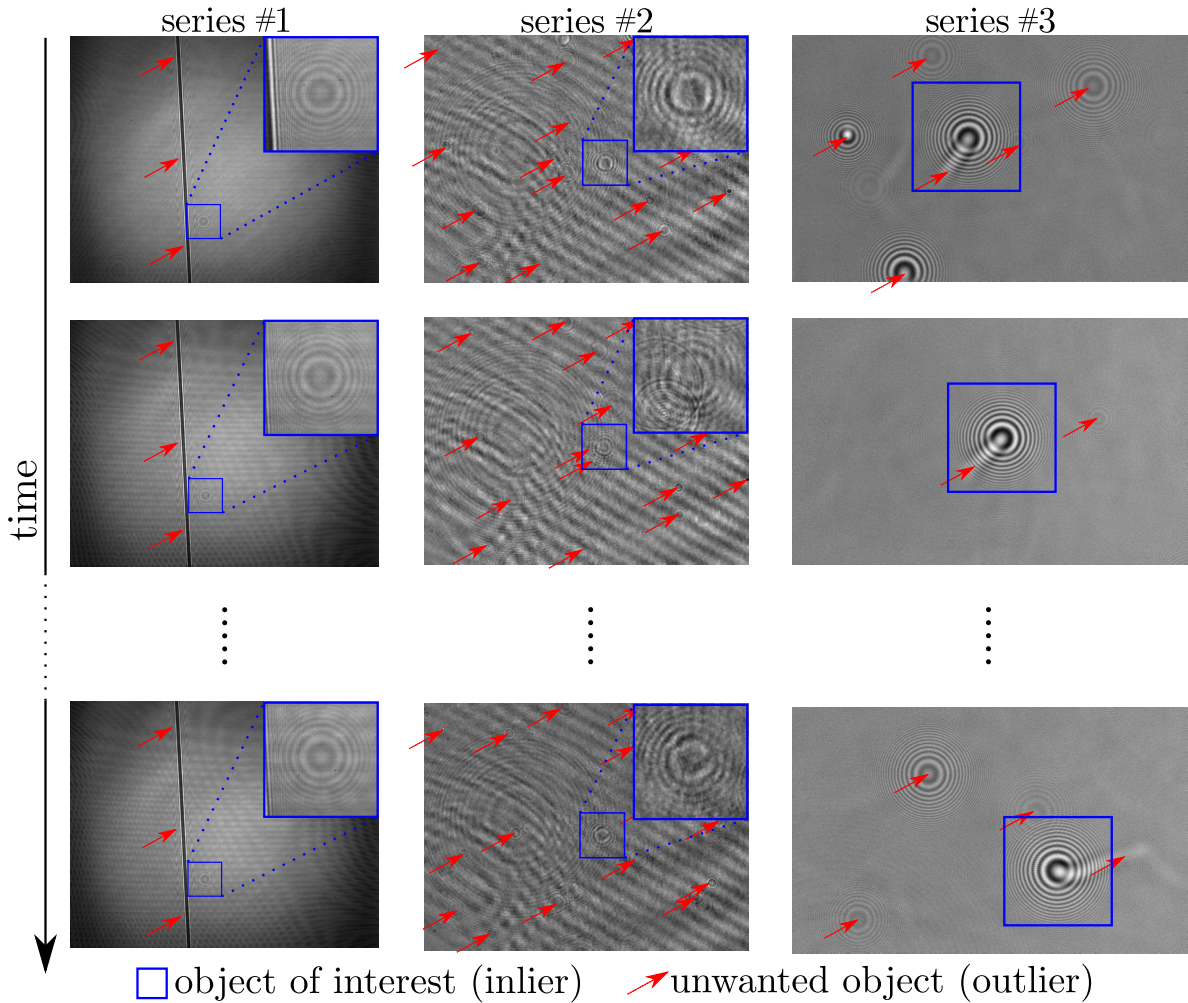 series #1
series #2
series #3
time
object of interest (inlier)
unwanted object (outlier)